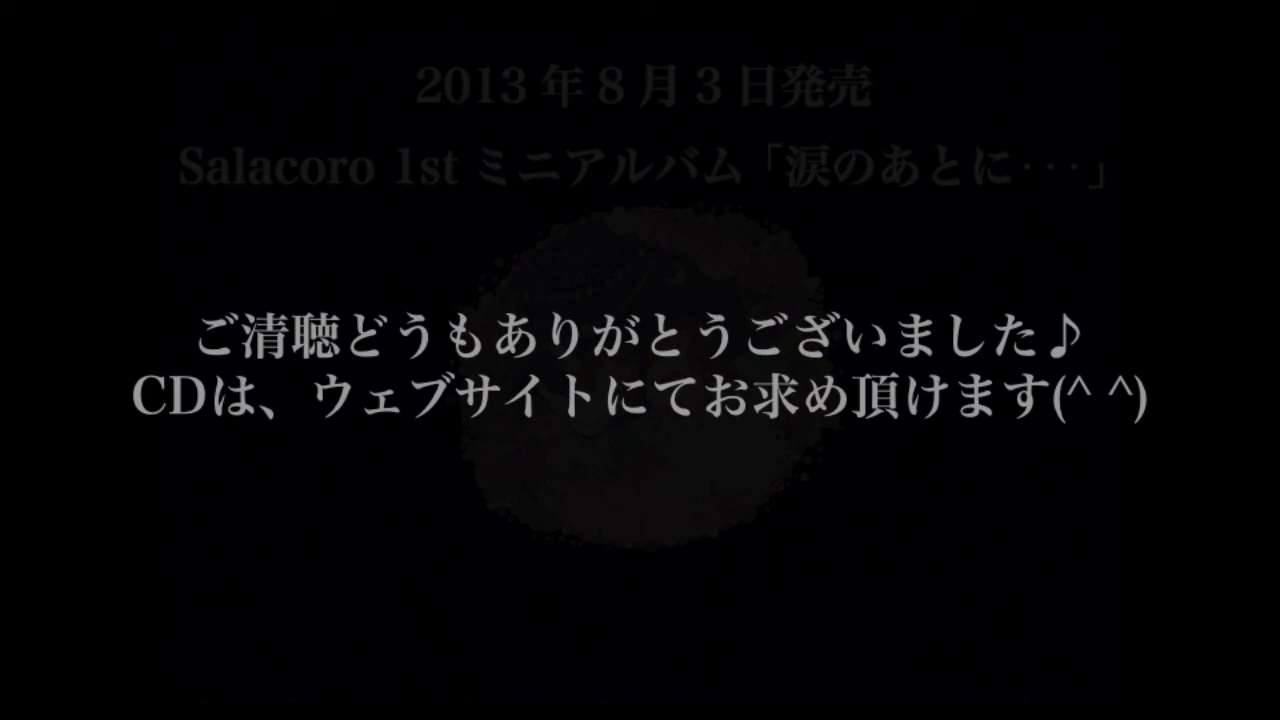 2013年8月3日発売
Salacoro 1st ミニアルバム「涙のあとに･･･」
ご清聴どうもありがとうございました♪
CDは、ウェブサイトにてお求め頂けます(^ ^)